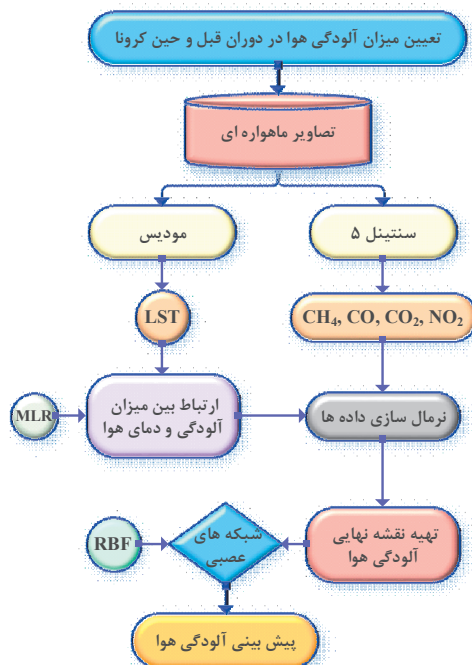 تعیین میزان آلودگی هوا در دوران قبل و حین کرونا
تصاویر ماهواره ای
سنتینل ۵
مودیس
CH₄, CO, CO₂, NO₂
LST
ارتباط بین میزان
آلودگی و دمای هوا
MLR
نرمال سازی داده ها
تهیه نقشه نهایی
آلودگی هوا
شبکه های
عصبی
RBF
پیش بینی آلودگی هوا